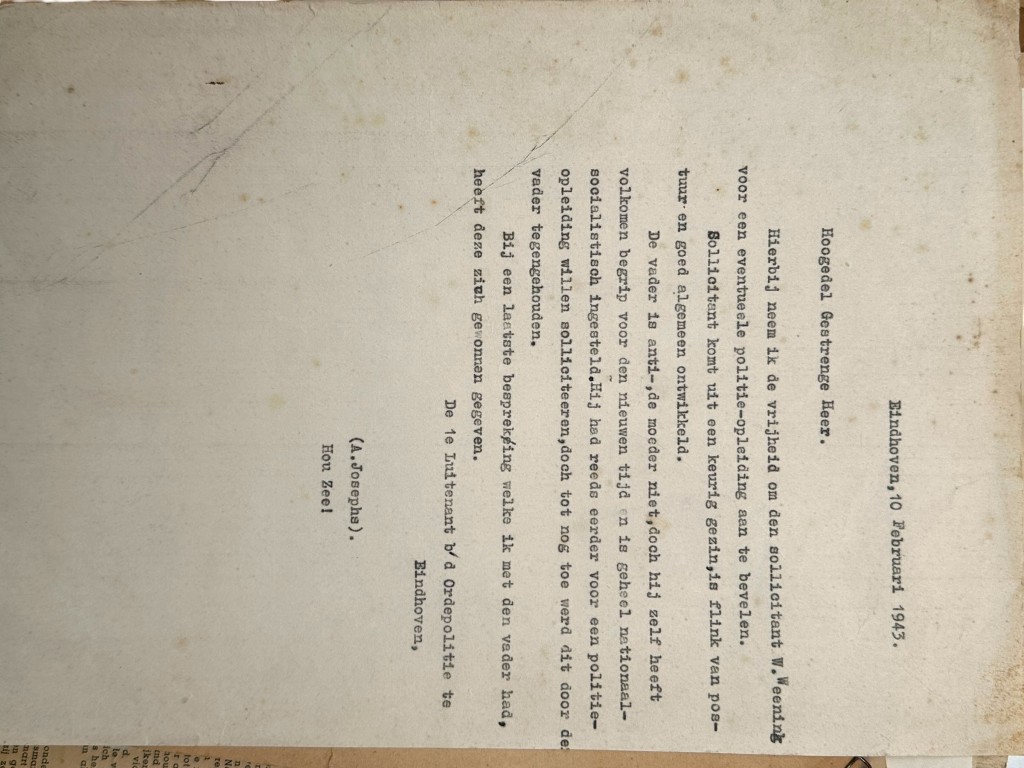 Eindhoven,10 Februari 1943.
Hoogedel Gestrenge Heer.
Hierbij neem ik de vrijheid om den sollicitant W.Weenink
voor een eventueele politie-opleiding aan te bevelen.
Sollicitant komt uit een keurig gezin,is flink van pos-
tuur en goed algemeen ontwikkeld.
De vader is anti-,de moeder niet,doch hij zelf heeft
volkomen begrip voor den nieuwen tijd en is geheel nationaal-
socialistisch ingesteld.Hij had reeds eerder voor een politie-
opleiding willen solliciteeren,doch tot nog toe werd dit door de
vader tegengehouden.
Bij een laatste bespreking welke ik met den vader had,
heeft deze zich gewonnen gegeven.
De 1e Luitenant b/d Ordepolitie te
Eindhoven,
(A.Josephs).
Hou Zee!